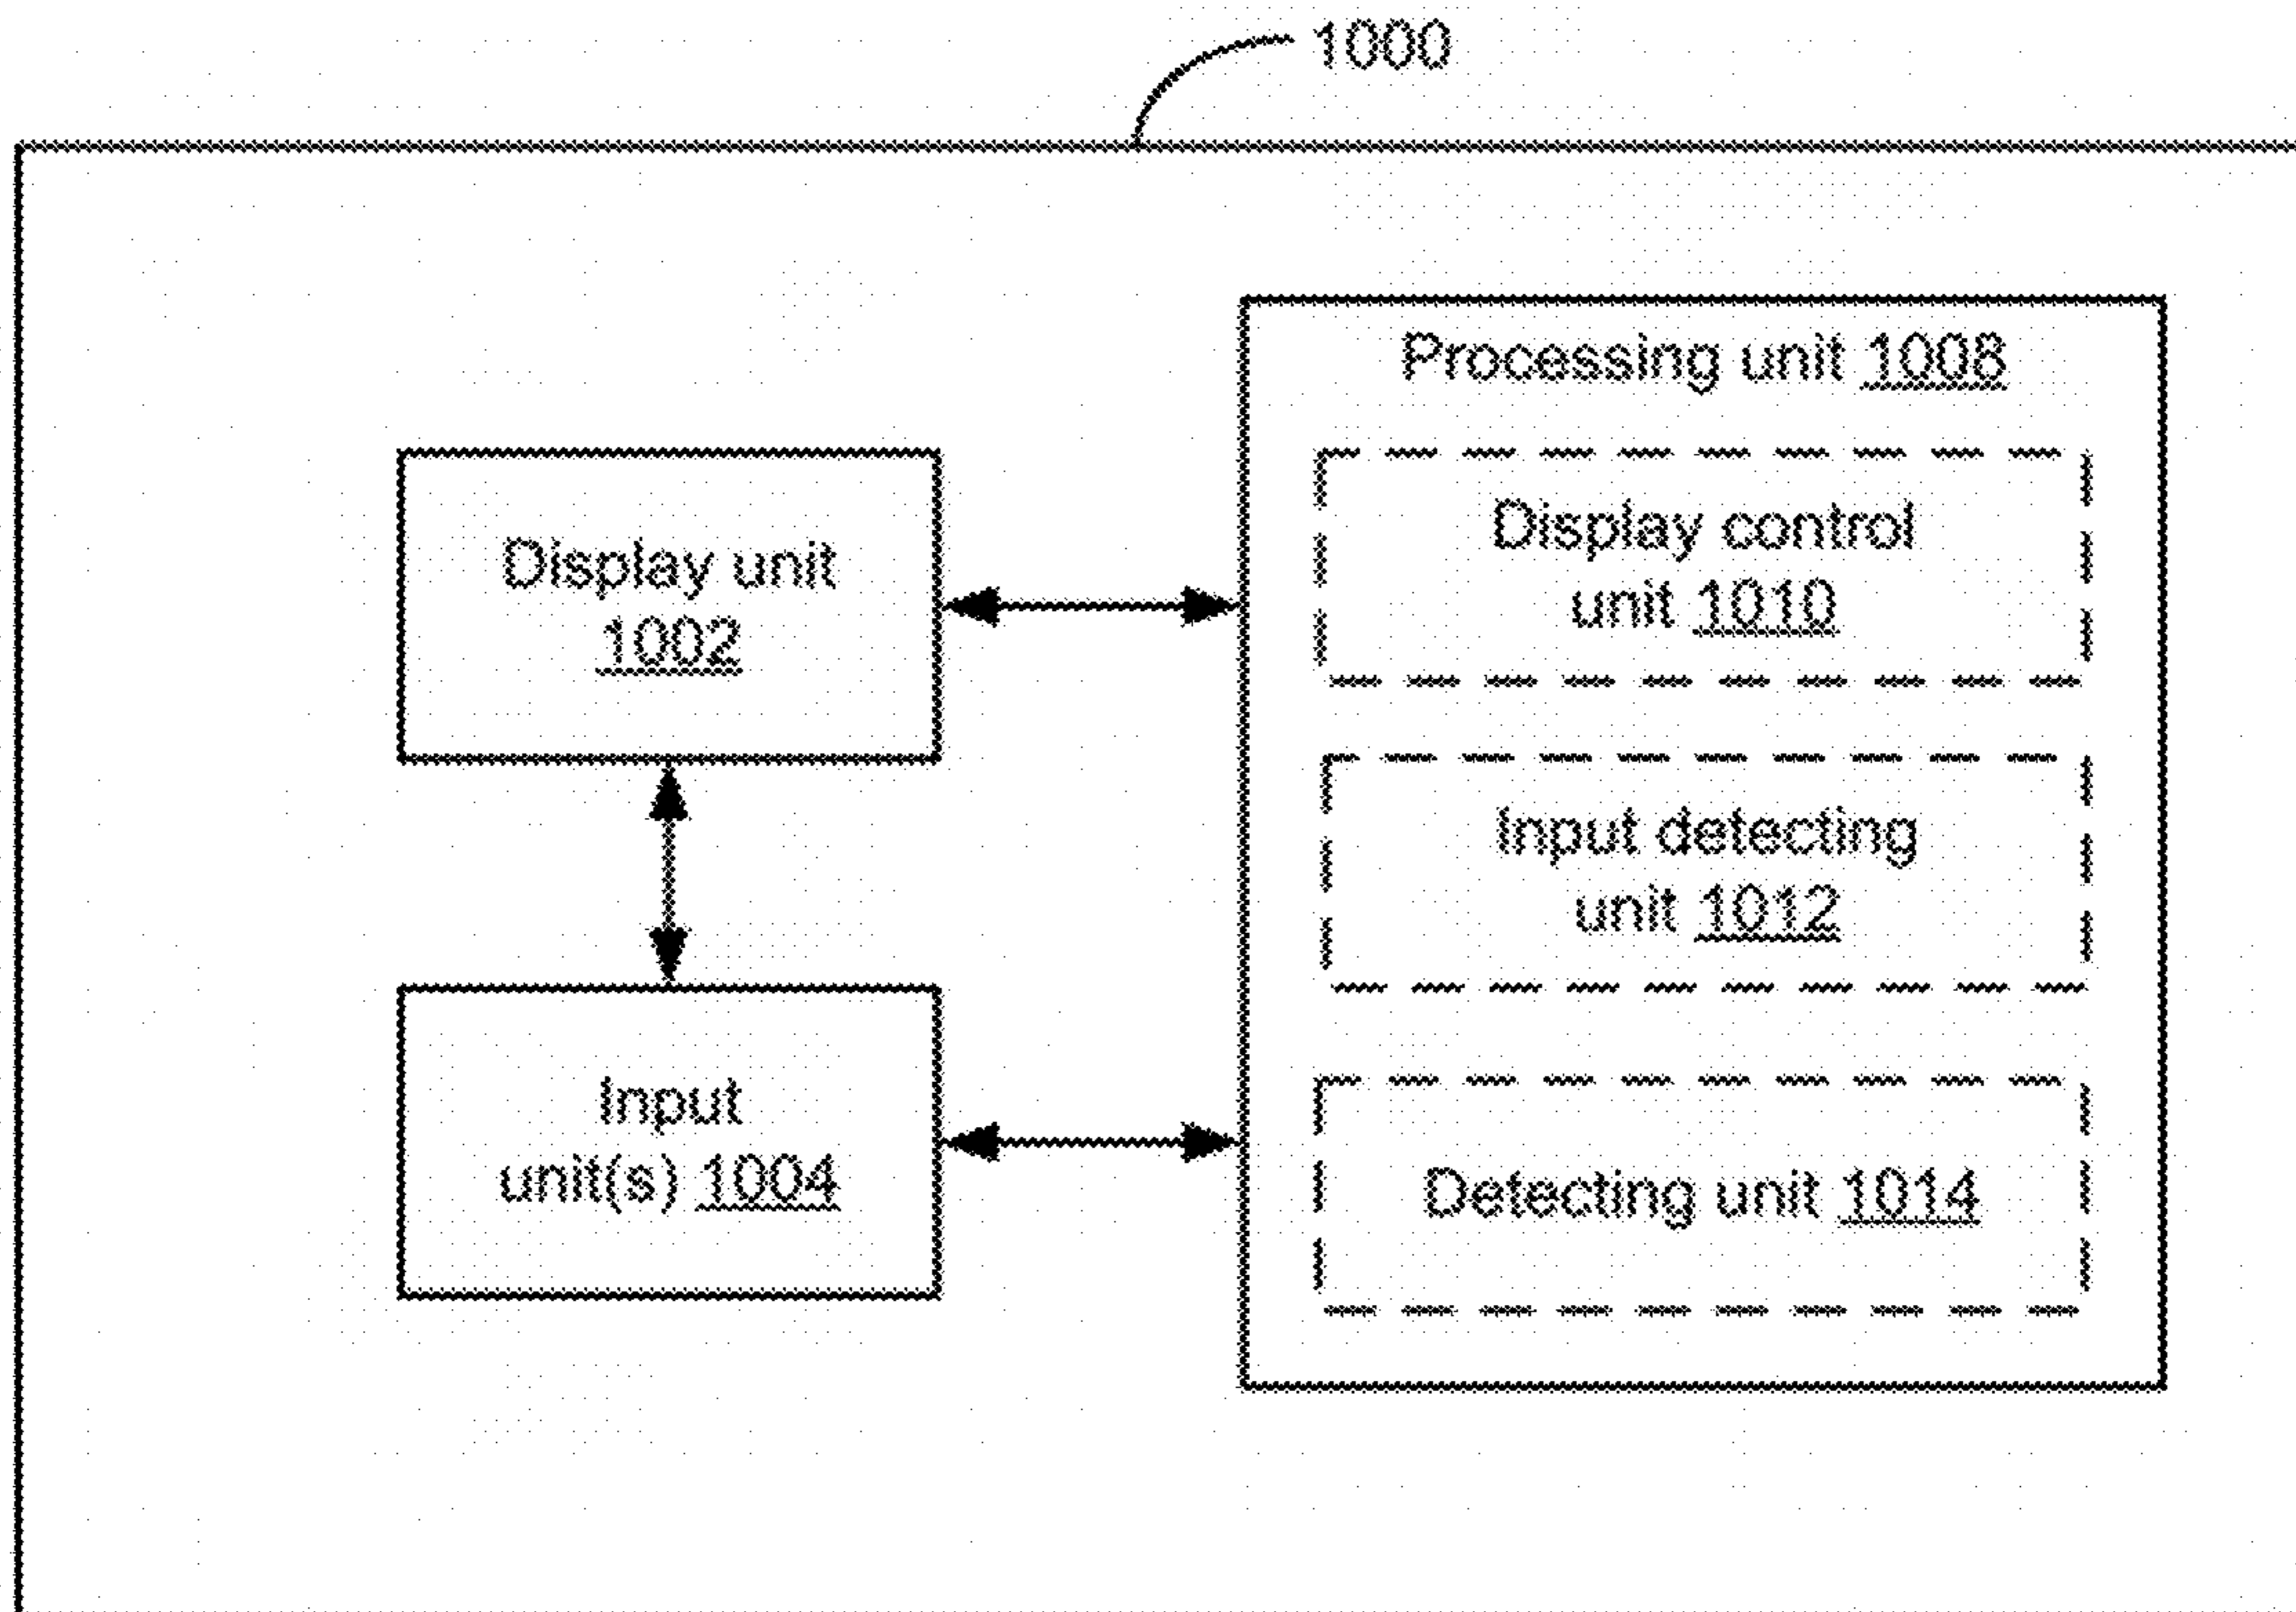 1000
Processing unit 1008
Display control
unit 1010
Display unit
1002
Input detecting
unit 1012
Input
unit(s) 1004
Detecting unit 1014